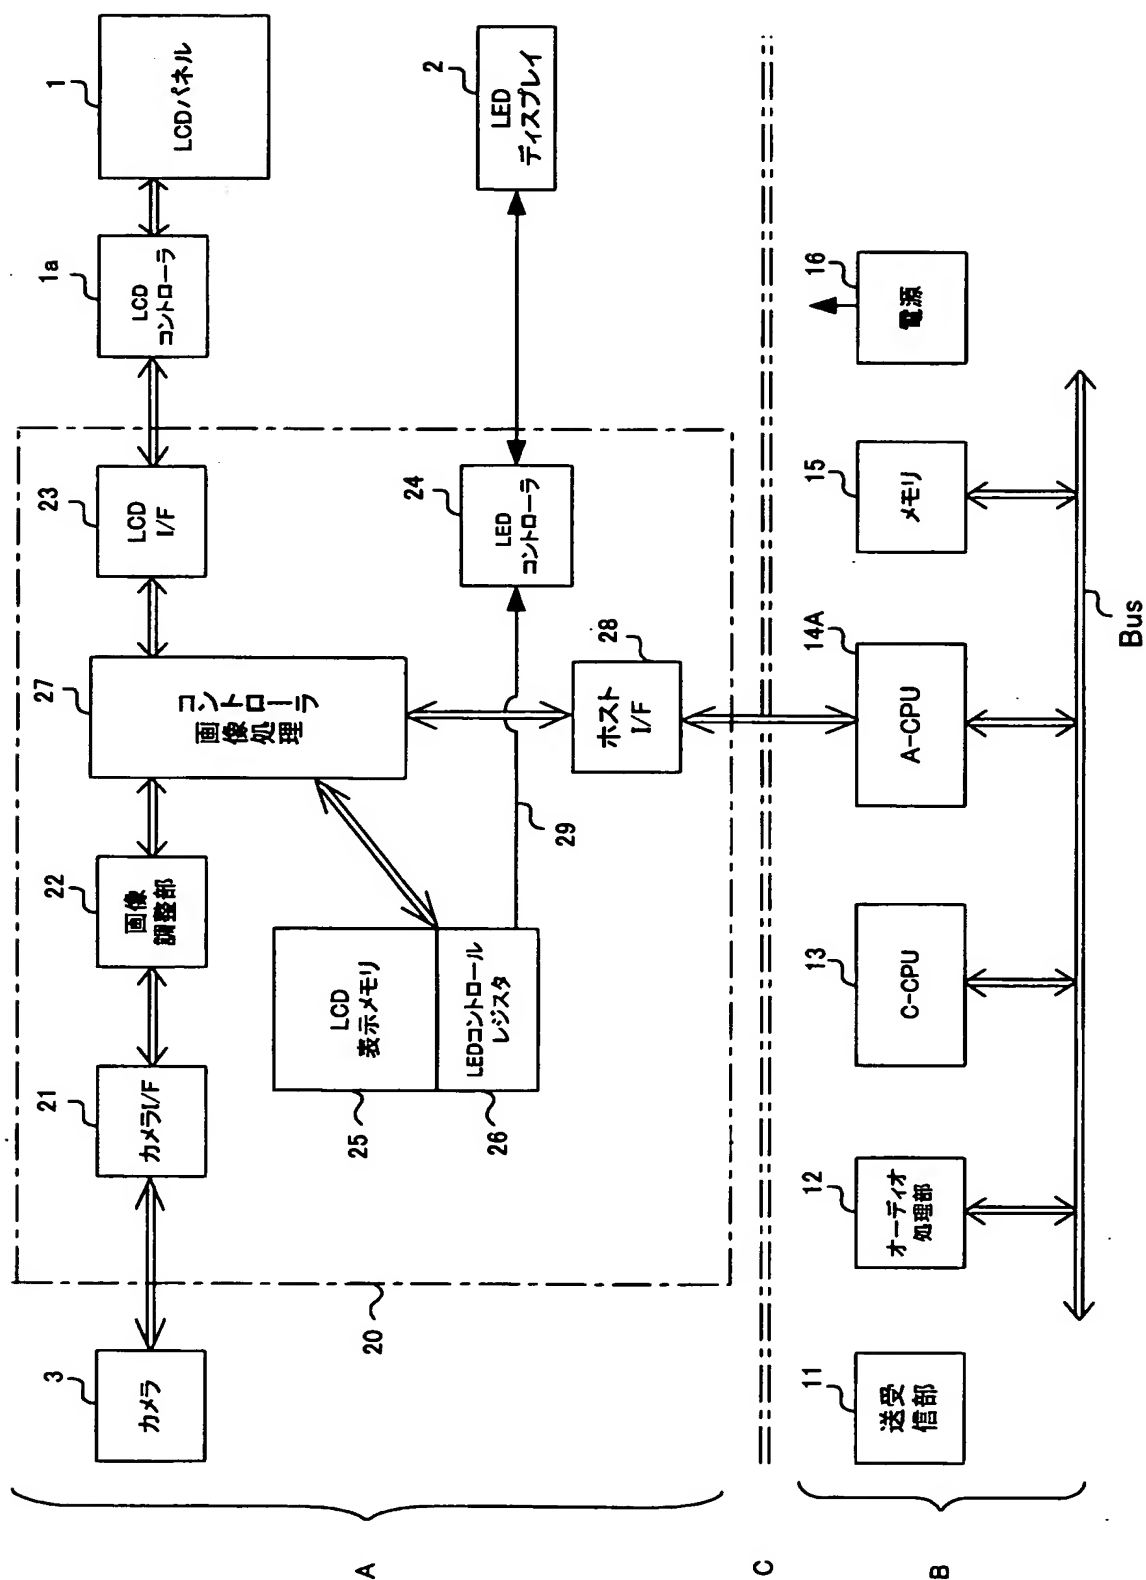 A
3
カメラ
20
21
カメラI/F
22
画像
調整部
27
コントローラ
画像処理
23
LCD
I/F
1a
LCD
コントローラ
1
LCDパネル
25
LCD
表示メモリ
26
LEDコントロール
レジスタ
29
28
ホスト
I/F
24
LED
コントローラ
2
LED
ディスプレイ
C
B
11
送受
信部
12
オーディオ
処理部
13
C-CPU
14A
A-CPU
15
メモリ
16
電源
Bus